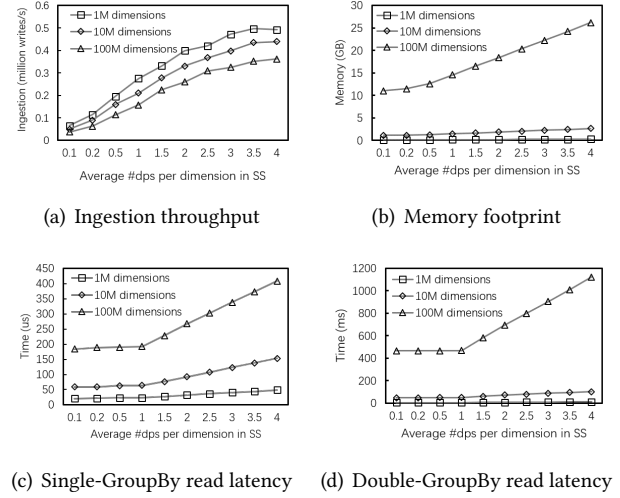 0.6
0.5
0.4
0.3
0.2
0.1
0
Ingestion (million writes/s)
1M dimensions
10M dimensions
100M dimensions
0.1 0.2 0.5 1 1.5 2 2.5 3 3.5 4
Average #dps per dimension in SS
(a) Ingestion throughput
30
25
20
15
10
5
0
Memory (GB)
1M dimensions
10M dimensions
100M dimensions
0.1 0.2 0.5 1 1.5 2 2.5 3 3.5 4
Average #dps per dimension in SS
(b) Memory footprint
450
400
350
300
250
200
150
100
50
0
Time (us)
1M dimensions
10M dimensions
100M dimensions
0.1 0.2 0.5 1 1.5 2 2.5 3 3.5 4
Average #dps per dimension in SS
(c) Single-GroupBy read latency
1200
1000
800
600
400
200
0
Time (ms)
1M dimensions
10M dimensions
100M dimensions
0.1 0.2 0.5 1 1.5 2 2.5 3 3.5 4
Average #dps per dimension in SS
(d) Double-GroupBy read latency